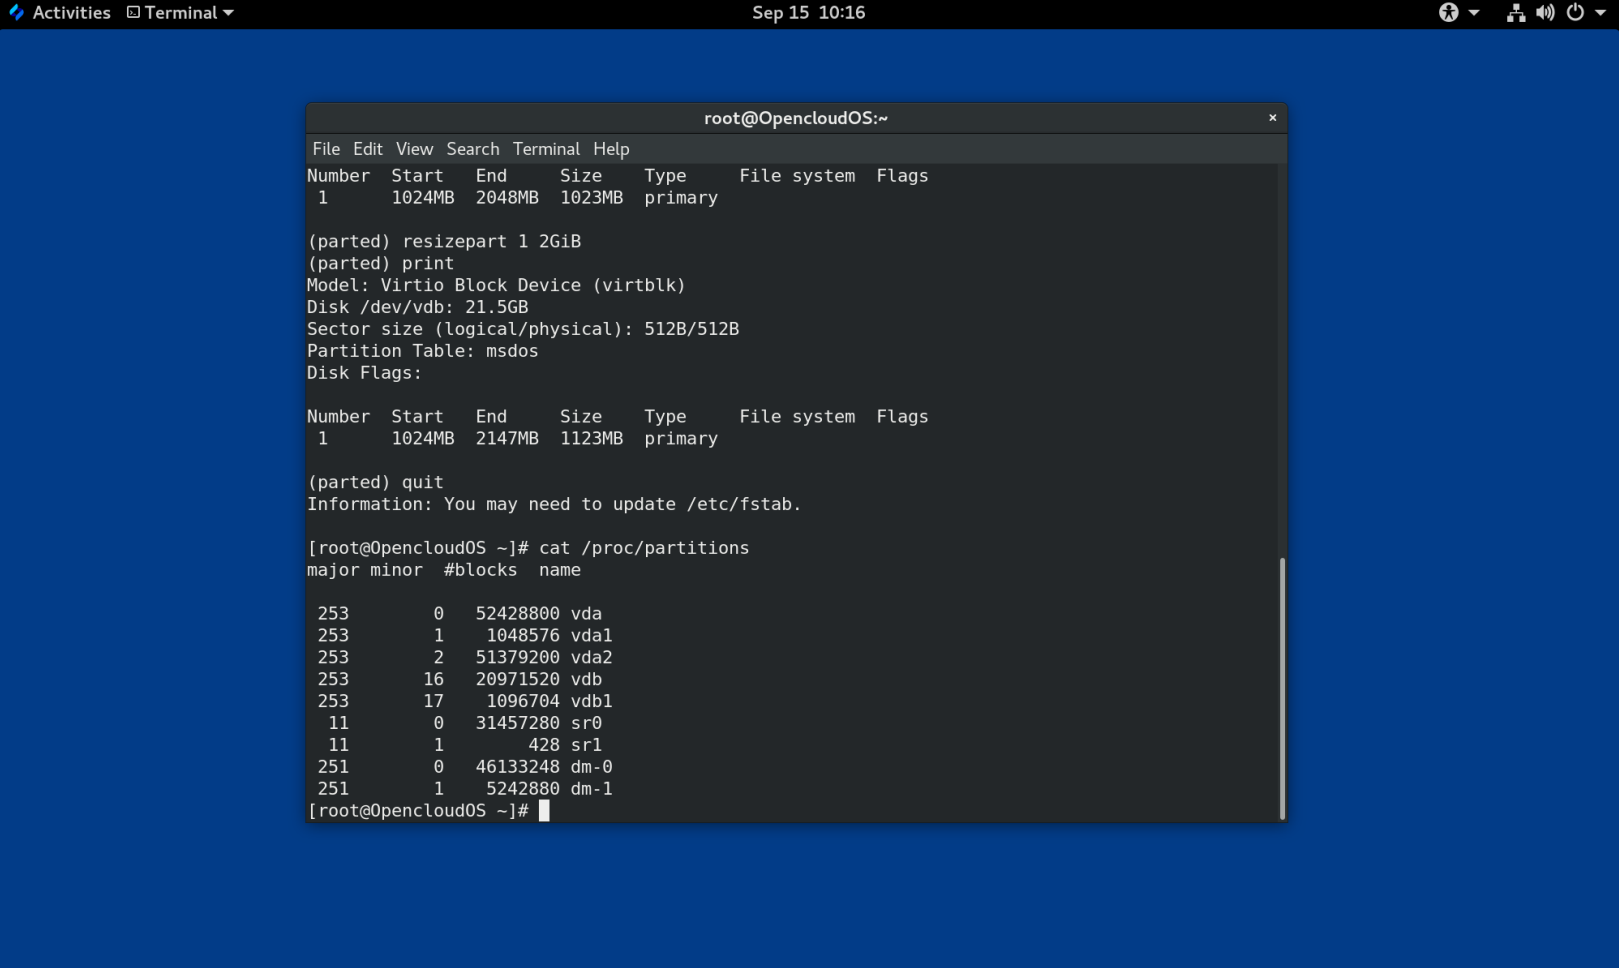 Activities Terminal Sep 15 10:16
root@OpencloudOS:~ ×
File Edit View Search Terminal Help
Number  Start   End     Size    Type     File system  Flags
 1      1024MB  2048MB  1023MB  primary
(parted) resizepart 1 2GiB
(parted) print
Model: Virtio Block Device (virtblk)
Disk /dev/vdb: 21.5GB
Sector size (logical/physical): 512B/512B
Partition Table: msdos
Disk Flags:
Number  Start   End     Size    Type     File system  Flags
 1      1024MB  2147MB  1123MB  primary
(parted) quit
Information: You may need to update /etc/fstab.
[root@OpencloudOS ~]# cat /proc/partitions
major minor  #blocks  name
 253        0   52428800 vda
 253        1    1048576 vda1
 253        2   51379200 vda2
 253       16   20971520 vdb
 253       17    1096704 vdb1
  11        0   31457280 sr0
  11        1        428 sr1
 251        0   46133248 dm-0
 251        1    5242880 dm-1
[root@OpencloudOS ~]#